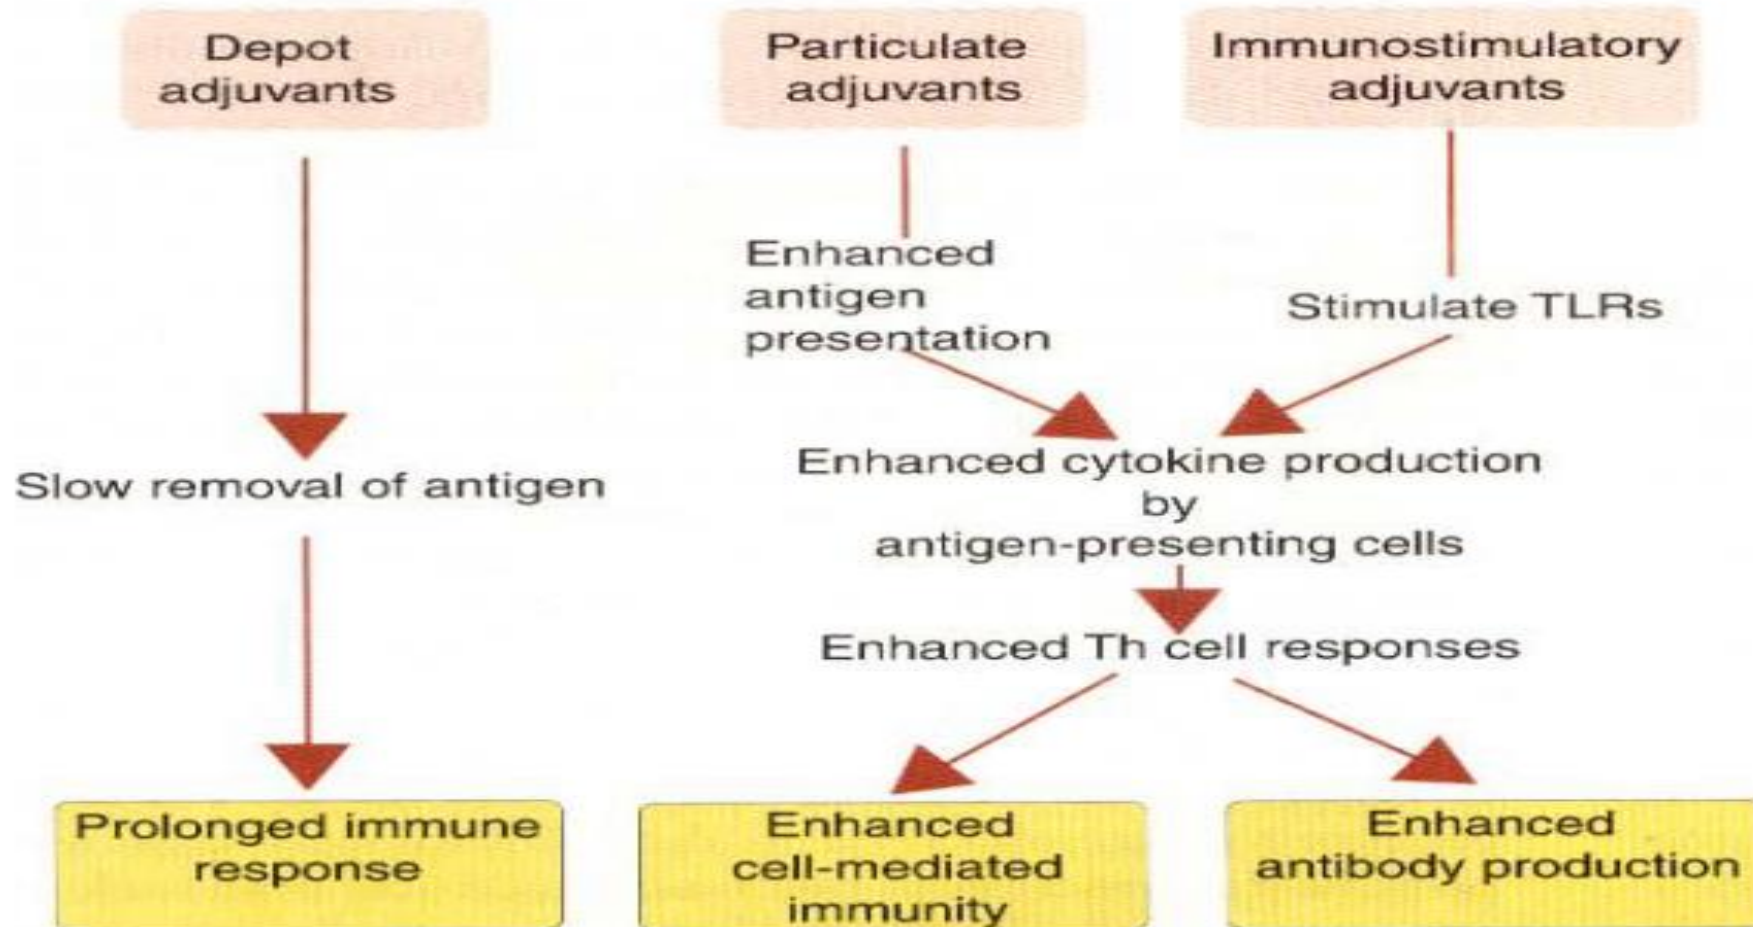 Depot
adjuvants
Particulate
adjuvants
Immunostimulatory
adjuvants
Enhanced
antigen
presentation
Stimulate TLRs
Slow removal of antigen
Enhanced cytokine production
by
antigen-presenting cells
Enhanced Th cell responses
Prolonged immune
response
Enhanced
cell-mediated
immunity
Enhanced
antibody production